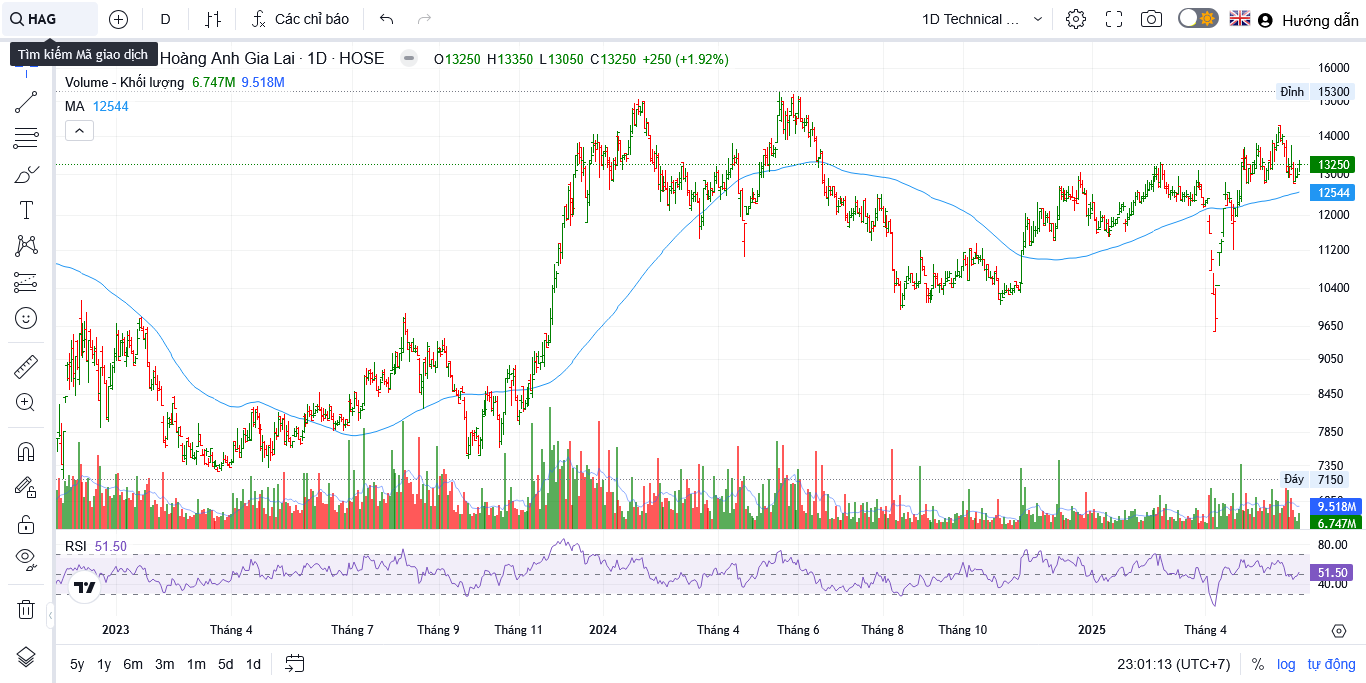 HAG D Các chỉ báo 1D Technical ... Hướng dẫn
Tìm kiếm Mã giao dịch
Hoàng Anh Gia Lai · 1D · HOSE O13250 H13350 L13050 C13250 +250 (+1.92%)
Volume - Khối lượng 6.747M 9.518M
MA 12544
16000
Đỉnh 15300
15000
14000
13250
13000
12544
12000
11200
10400
9650
9050
8450
7850
7350
Đáy 7150
9.518M
6.747M
RSI 51.50
80.00
51.50
40.00
2023 Tháng 4 Tháng 7 Tháng 9 Tháng 11 2024 Tháng 4 Tháng 6 Tháng 8 Tháng 10 2025 Tháng 4
5y 1y 6m 3m 1m 5d 1d 23:01:13 (UTC+7) % log tự động